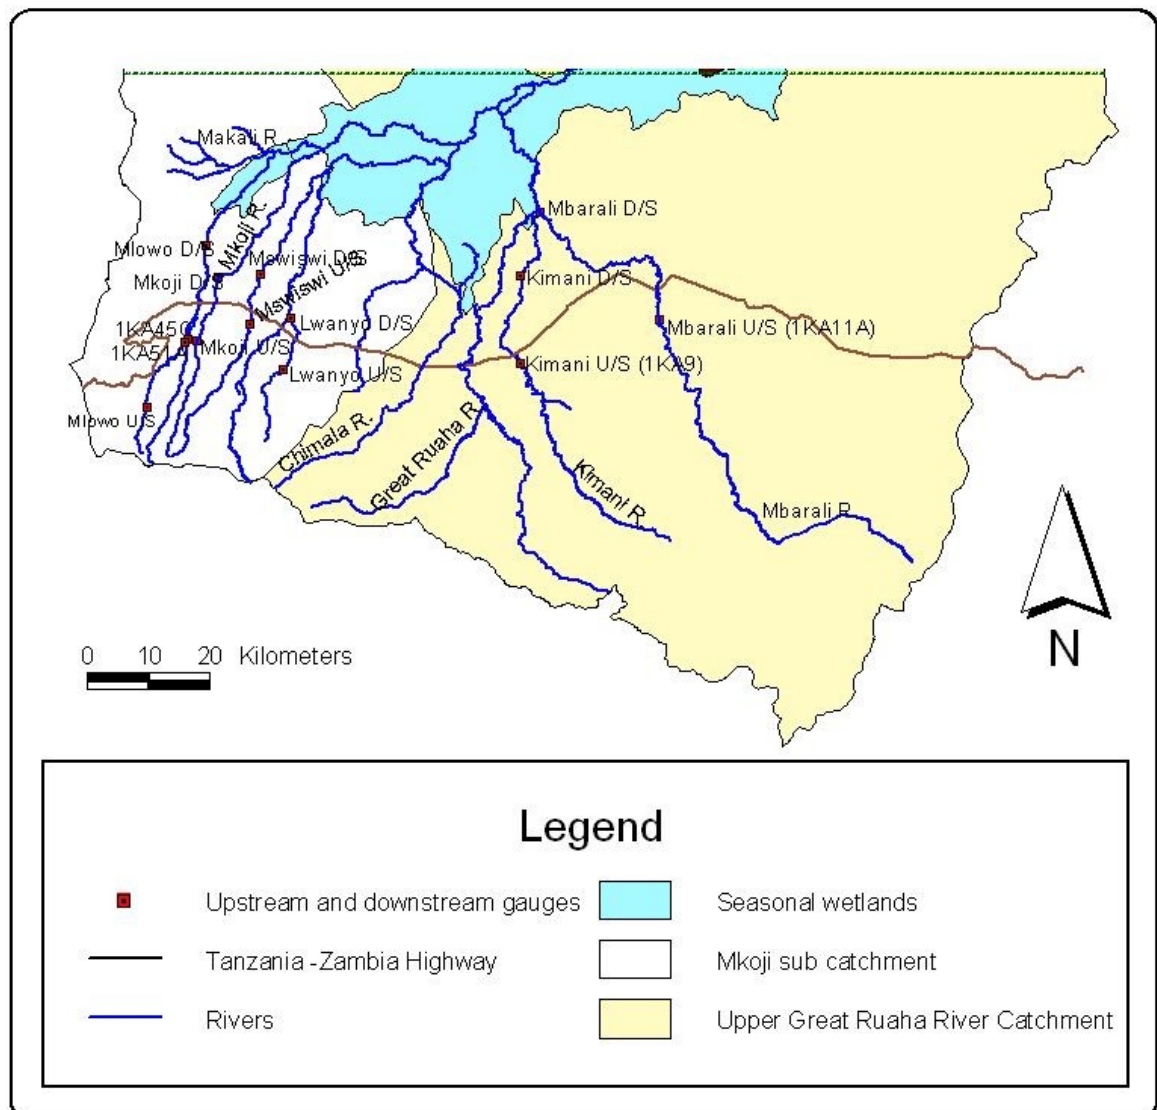 Makali R.
Mkoji R.
Mbarali D/S
Mlowo D/S
Mswiswi D/S
Mkoji D/S
Mswiswi U/S
Kimani D/S
1KA45C
Lwanyo D/S
Mbarali U/S (1KA11A)
1KA51A
Mkoji U/S
Kimani U/S (1KA9)
Lwanyo U/S
Mlowo U/S
Chimala R.
Great Ruaha R.
Kimani R.
Mbarali R.
N
0 10 20 Kilometers
Legend
Upstream and downstream gauges
Seasonal wetlands
Tanzania -Zambia Highway
Mkoji sub catchment
Rivers
Upper Great Ruaha River Catchment